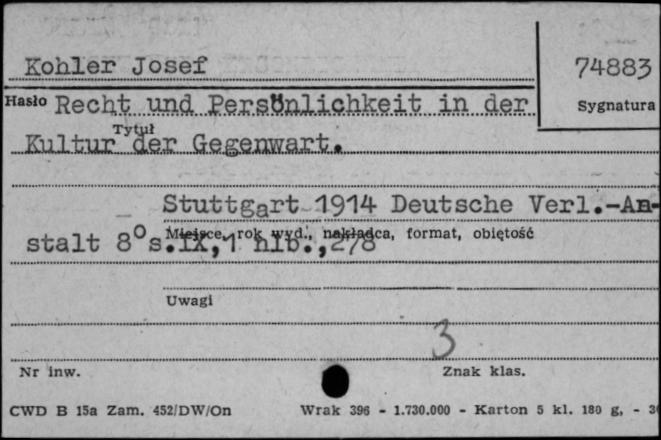 Kohler Josef
74883
Hasło Recht und Persönlichkeit in der
Sygnatura
Tytuł
Kultur der Gegenwart.
Stuttgart 1914 Deutsche Verl.-An-
Miejsce, rok wyd., nakładca, format, obiętość
stalt 8° s.IX,1 nlb.,278
Uwagi
3
Nr inw.
Znak klas.
CWD B 15a Zam. 452/DW/On Wrak 396 - 1.730.000 - Karton 5 kl. 180 g, -